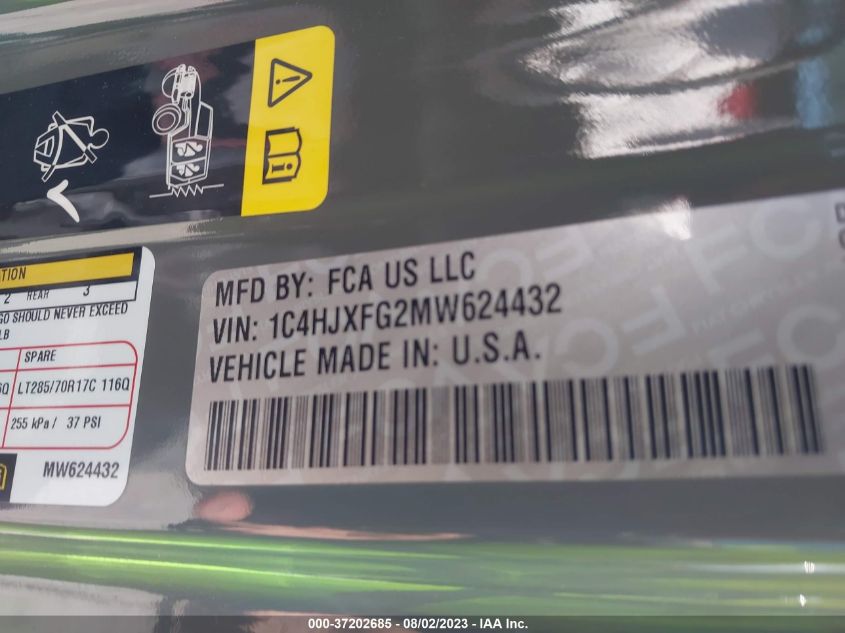 MFD BY: FCA US LLC
VIN: 1C4HJXFG2MW624432
VEHICLE MADE IN: U.S.A.
2 REAR 3
GO SHOULD NEVER EXCEED
LB
SPARE
LT285/70R17C 116Q
255 kPa / 37 PSI
MW624432
000-37202685 - 08/02/2023 - IAA Inc.